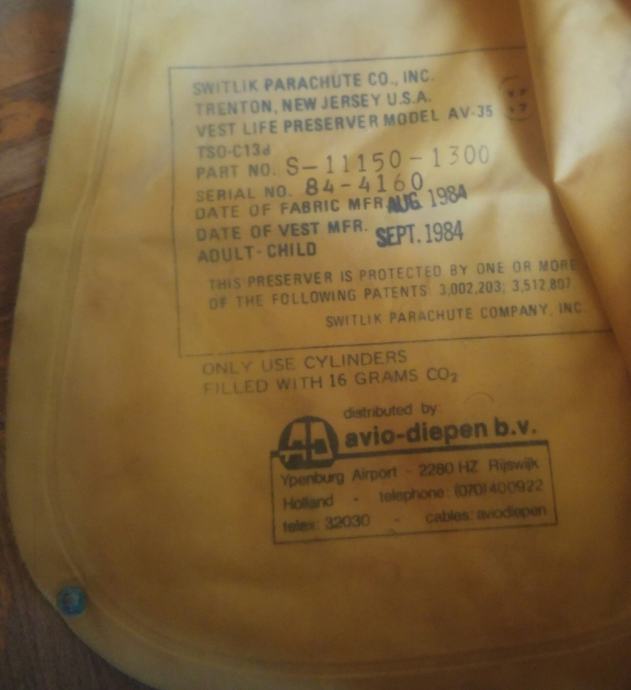 SWITLIK PARACHUTE CO., INC.
TRENTON, NEW JERSEY U.S.A.
VEST LIFE PRESERVER MODEL AV-35
TSO-C13d
PART NO. S-11150-1300
SERIAL NO. 84-4160
DATE OF FABRIC MFR. AUG. 1984
DATE OF VEST MFR. SEPT. 1984
ADULT-CHILD
THIS PRESERVER IS PROTECTED BY ONE OR MORE
OF THE FOLLOWING PATENTS: 3,002,203; 3,512,807
SWITLIK PARACHUTE COMPANY, INC.
ONLY USE CYLINDERS
FILLED WITH 16 GRAMS CO₂
distributed by:
avio-diepen b.v.
Ypenburg Airport - 2280 HZ Rijswijk
Holland - telephone: (070) 400922
telex: 32030 - cables: aviodiepen